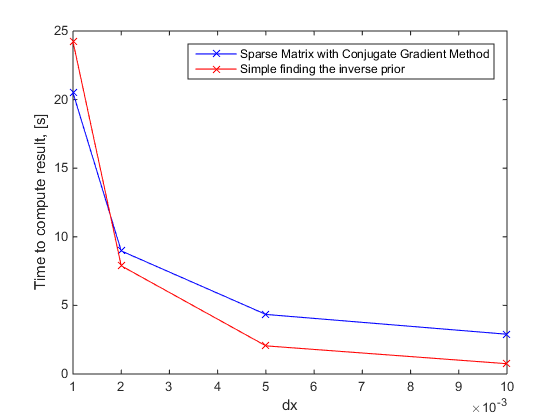 25
Sparse Matrix with Conjugate Gradient Method
Simple finding the inverse prior
20
15
10
5
0
Time to compute result, [s]
1 2 3 4 5 6 7 8 9 10
dx
×10-3